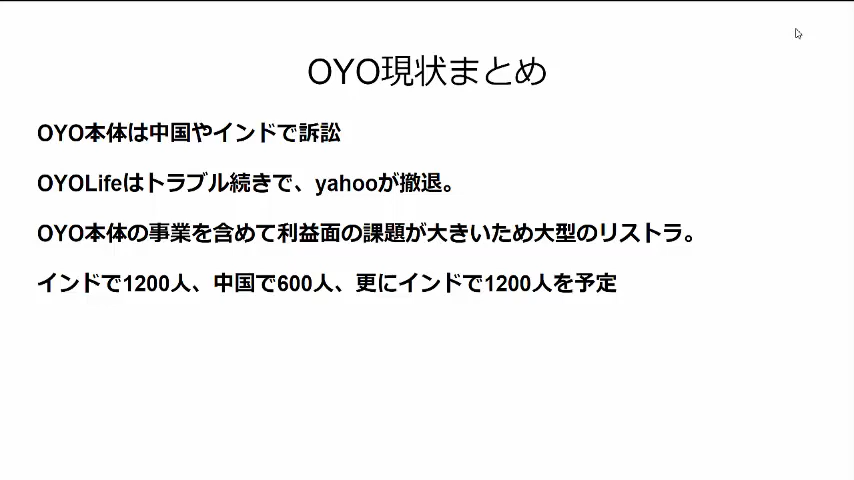 OYO現状まとめ
OYO本体は中国やインドで訴訟
OYOLifeはトラブル続きで、yahooが撤退。
OYO本体の事業を含めて利益面の課題が大きいため大型のリストラ。
インドで1200人、中国で600人、更にインドで1200人を予定